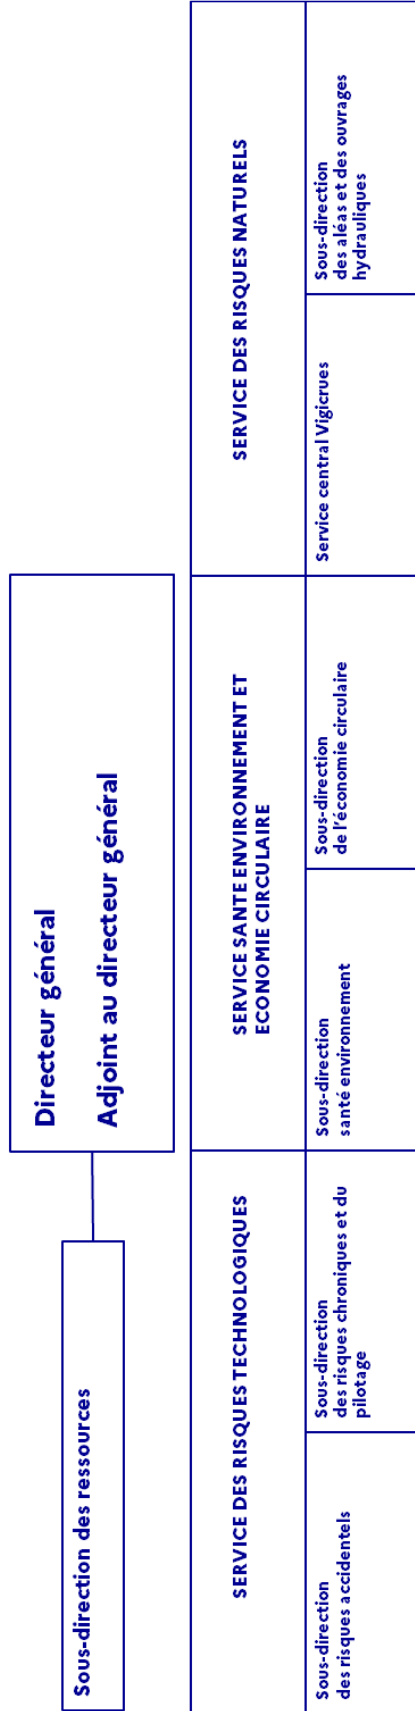 Directeur général
Adjoint au directeur général
Sous-direction des ressources
SERVICE DES RISQUES TECHNOLOGIQUES
SERVICE SANTE ENVIRONNEMENT ET
ECONOMIE CIRCULAIRE
SERVICE DES RISQUES NATURELS
Sous-direction
des risques accidentels
Sous-direction
des risques chroniques et du
pilotage
Sous-direction
santé environnement
Sous-direction
de l'économie circulaire
Service central Vigicrues
Sous-direction
des aléas et des ouvrages
hydrauliques